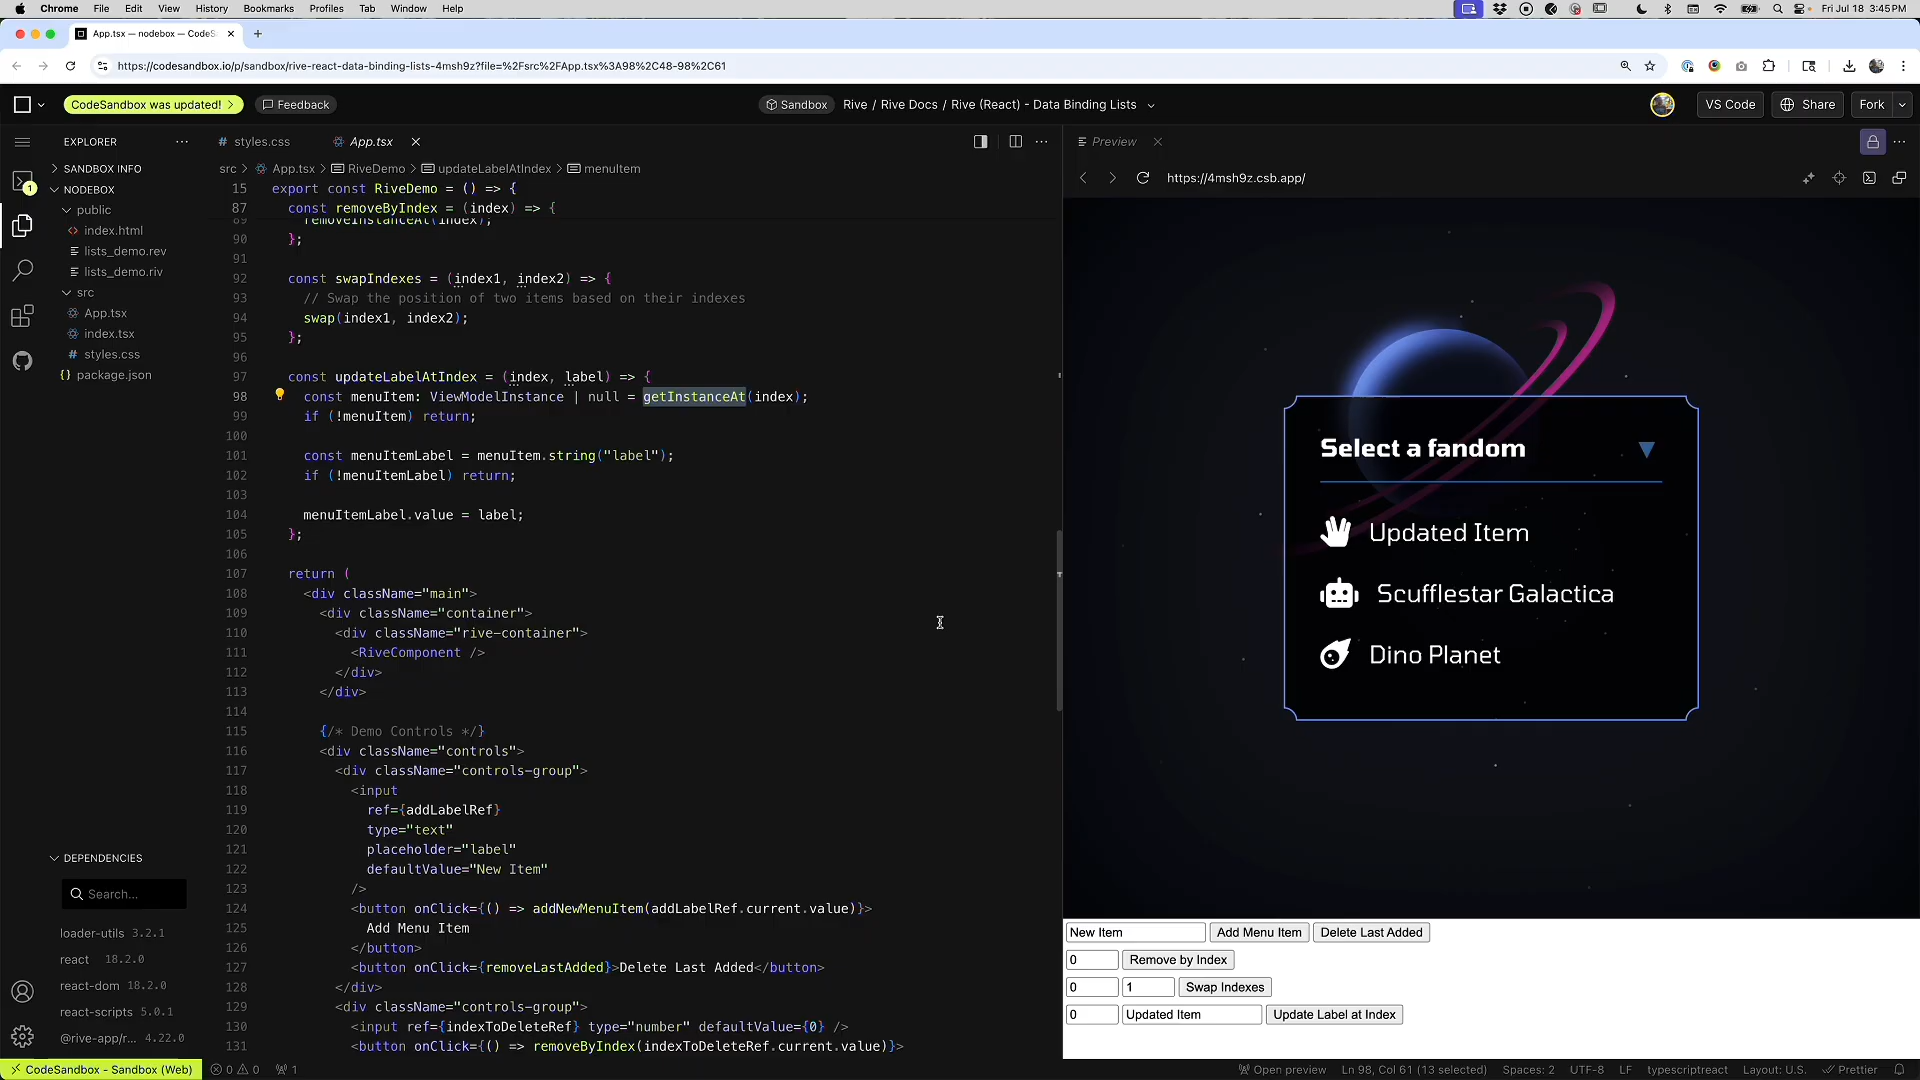 Chrome File Edit View History Bookmarks Profiles Tab Window Help Fri Jul 18 3:45 PM
App.tsx — nodebox — CodeS
https://codesandbox.io/p/sandbox/rive-react-data-binding-lists-4msh9z?file=%2Fsrc%2FApp.tsx%3A98%2C48-98%2C61
CodeSandbox was updated! Feedback Sandbox Rive / Rive Docs / Rive (React) - Data Binding Lists VS Code Share Fork
EXPLORER
SANDBOX INFO
1
NODEBOX
public
index.html
lists_demo.rev
lists_demo.riv
src
App.tsx
index.tsx
styles.css
package.json
DEPENDENCIES
Search...
loader-utils 3.2.1
react 18.2.0
react-dom 18.2.0
react-scripts 5.0.1
@rive-app/r... 4.22.0
styles.css App.tsx
src > App.tsx > RiveDemo > updateLabelAtIndex > menuItem
15 export const RiveDemo = () => {
87 const removeByIndex = (index) => {
89 removeInstanceAt(index);
90 };
91
92 const swapIndexes = (index1, index2) => {
93 // Swap the position of two items based on their indexes
94 swap(index1, index2);
95 };
96
97 const updateLabelAtIndex = (index, label) => {
98 const menuItem: ViewModelInstance | null = getInstanceAt(index);
99 if (!menuItem) return;
100
101 const menuItemLabel = menuItem.string("label");
102 if (!menuItemLabel) return;
103
104 menuItemLabel.value = label;
105 };
106
107 return (
108 <div className="main">
109 <div className="container">
110 <div className="rive-container">
111 <RiveComponent />
112 </div>
113 </div>
114
115 {/* Demo Controls */}
116 <div className="controls">
117 <div className="controls-group">
118 <input
119 ref={addLabelRef}
120 type="text"
121 placeholder="label"
122 defaultValue="New Item"
123 />
124 <button onClick={() => addNewMenuItem(addLabelRef.current.value)}>
125 Add Menu Item
126 </button>
127 <button onClick={removeLastAdded}>Delete Last Added</button>
128 </div>
129 <div className="controls-group">
130 <input ref={indexToDeleteRef} type="number" defaultValue={0} />
131 <button onClick={() => removeByIndex(indexToDeleteRef.current.value)}>
Preview
https://4msh9z.csb.app/
Select a fandom
Updated Item
Scufflestar Galactica
Dino Planet
New Item Add Menu Item Delete Last Added
0 Remove by Index
0 1 Swap Indexes
0 Updated Item Update Label at Index
CodeSandbox - Sandbox (Web) 0 0 1 Open preview Ln 98, Col 61 (13 selected) Spaces: 2 UTF-8 LF typescriptreact Layout: U.S. Prettier